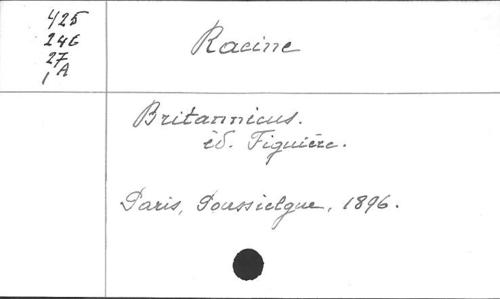 425
246
27
1A
Racine
Britannicus.
éd. Figuière.
Paris, Poussielgue, 1896.